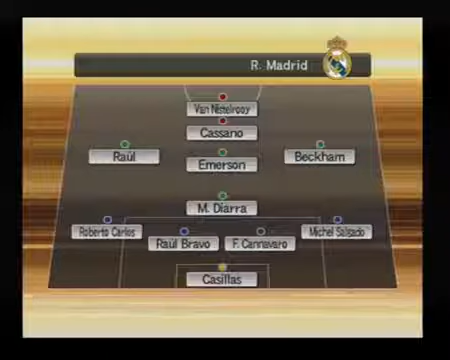 R. Madrid
Van Nistelrooy
Cassano
Raúl
Emerson
Beckham
M. Diarra
Roberto Carlos
Raúl Bravo
F. Cannavaro
Michel Salgado
Casillas